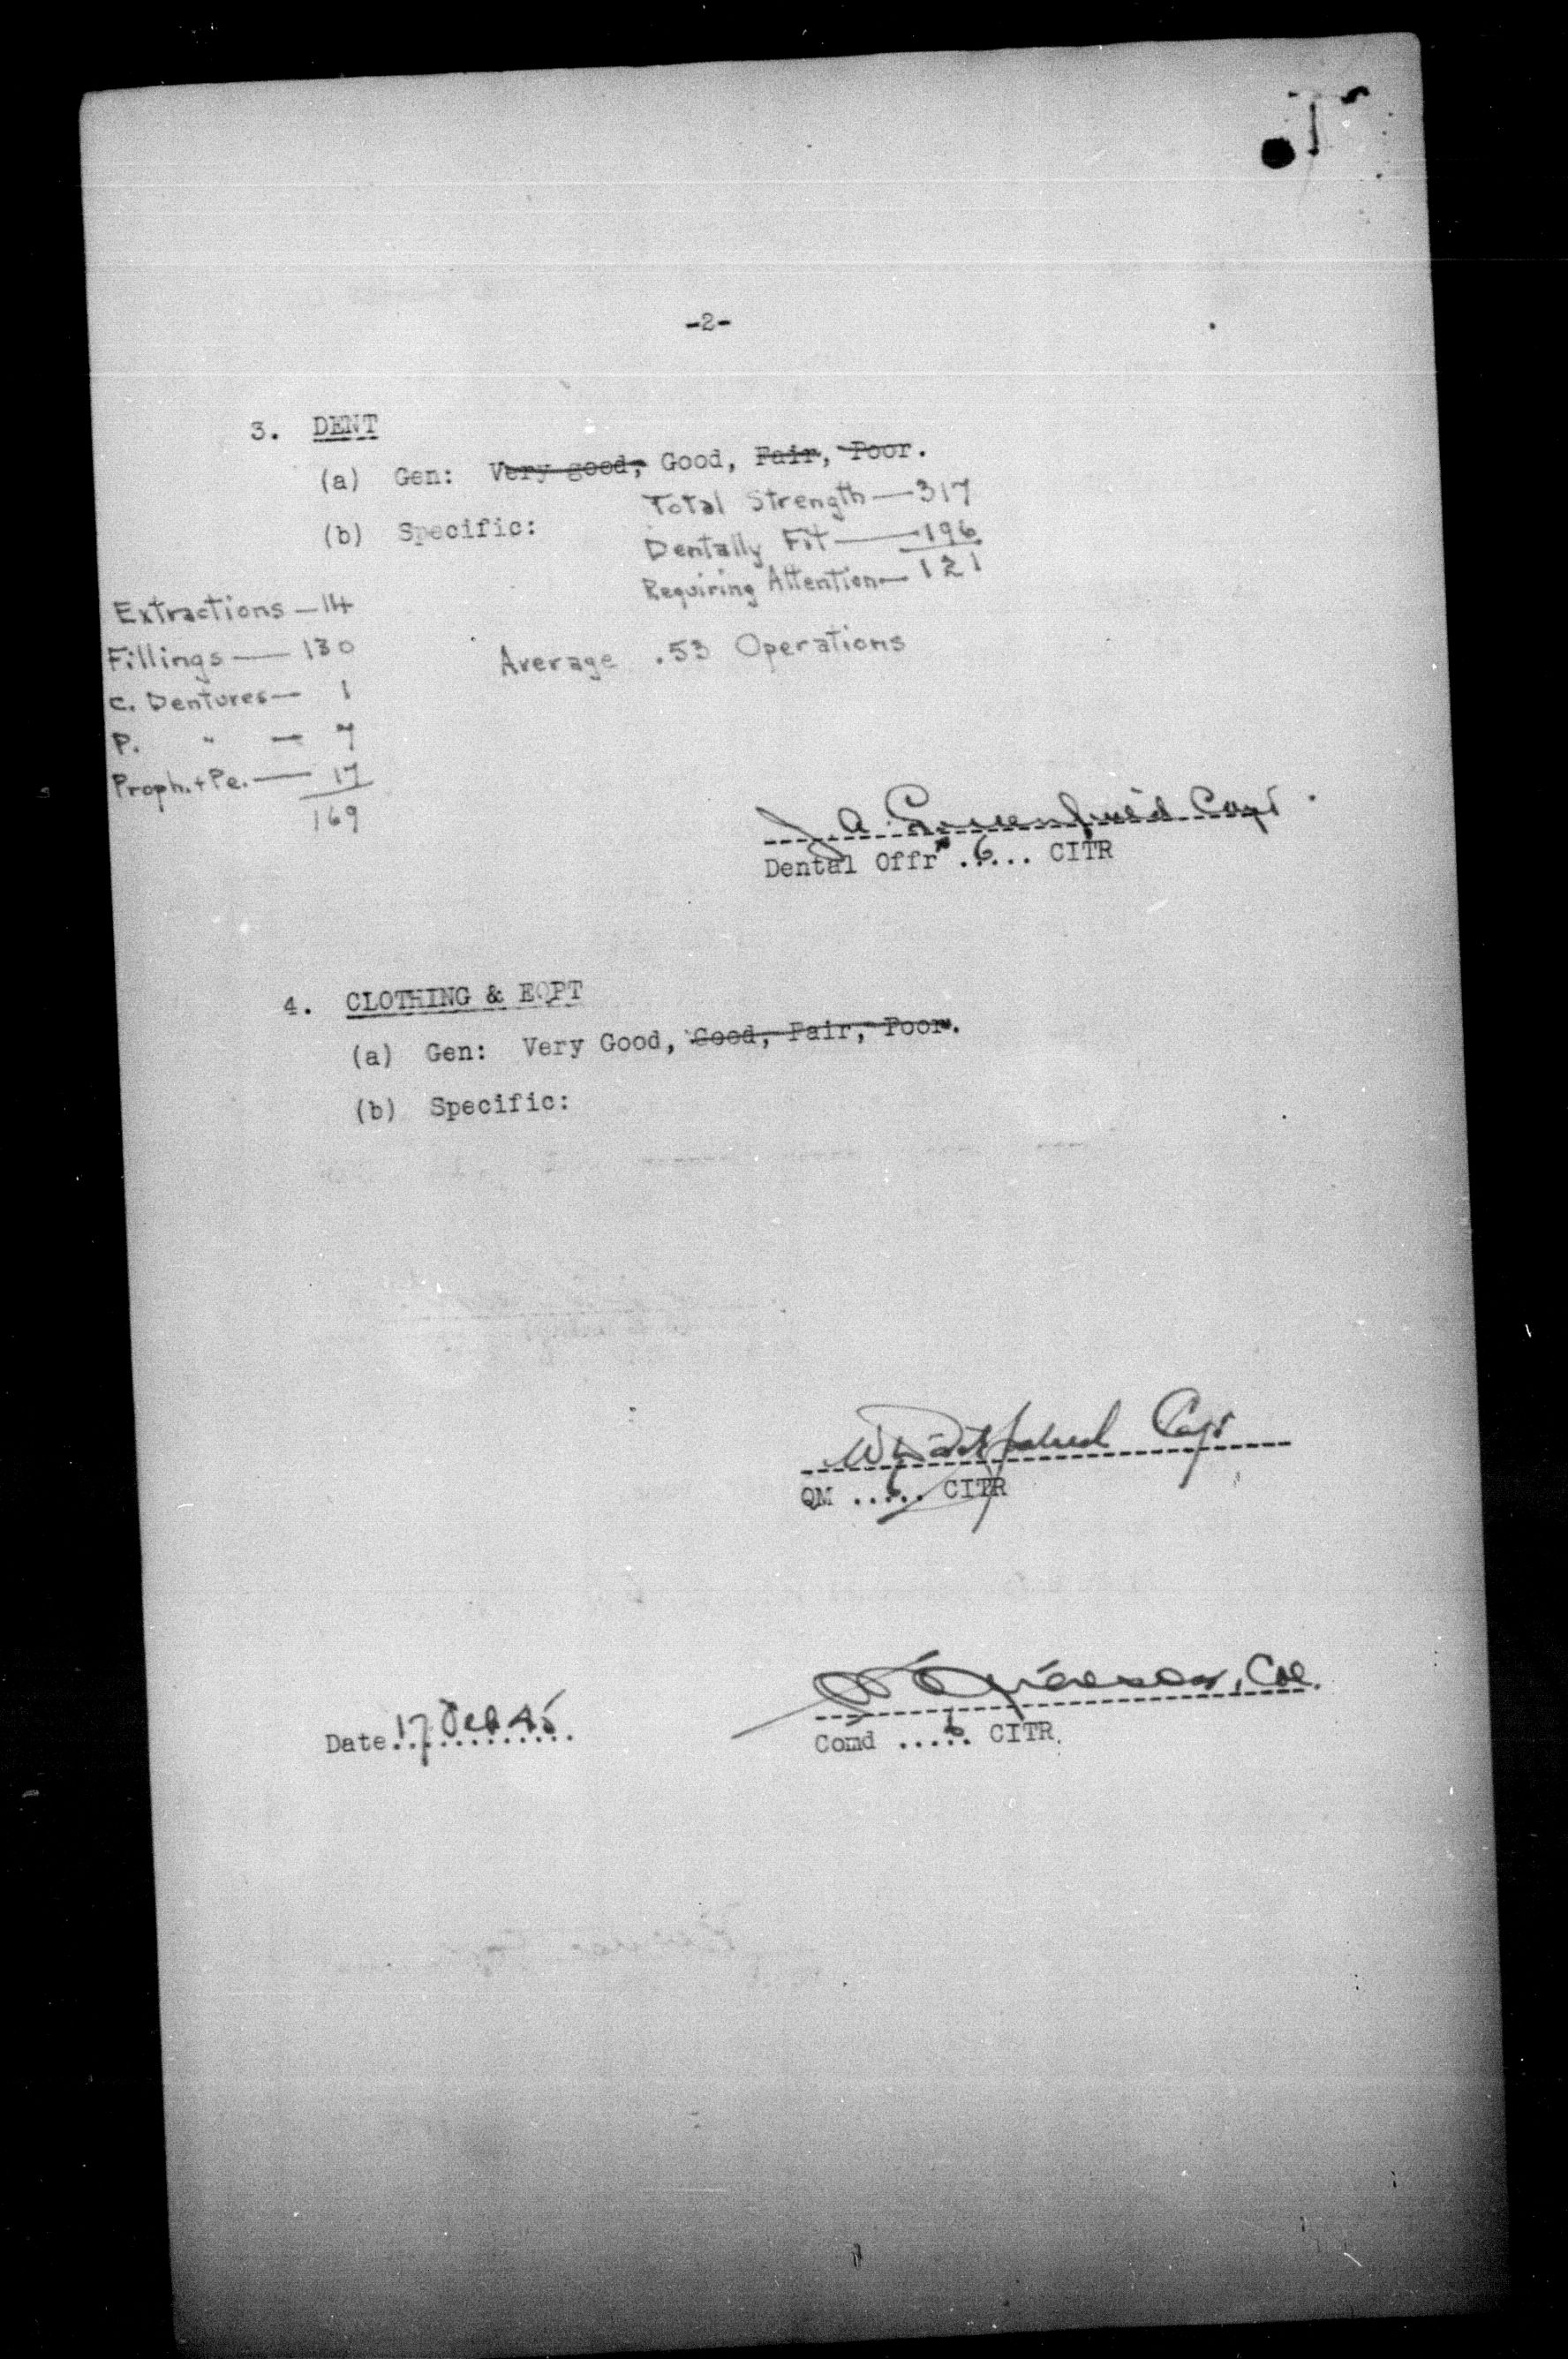 -2-
3. DENT
(a) Gen: Very good, Good, Fair, Poor.
(b) Specific:
Total Strength — 317
Dentally Fit — 196
Requiring Attention — 121
Extractions — 14
Fillings — 130
C. Dentures — 1
P. " — 7
Proph. + Pe. — 17
169
Average .53 Operations
J A Greenfield Capt.
Dental Offr 6 CITR
4. CLOTHING & EQPT
(a) Gen: Very Good, Good, Fair, Poor.
(b) Specific:
Capt
QM ..6.. CITR
Col.
Date 17 Feb 45
Comd ..6.. CITR